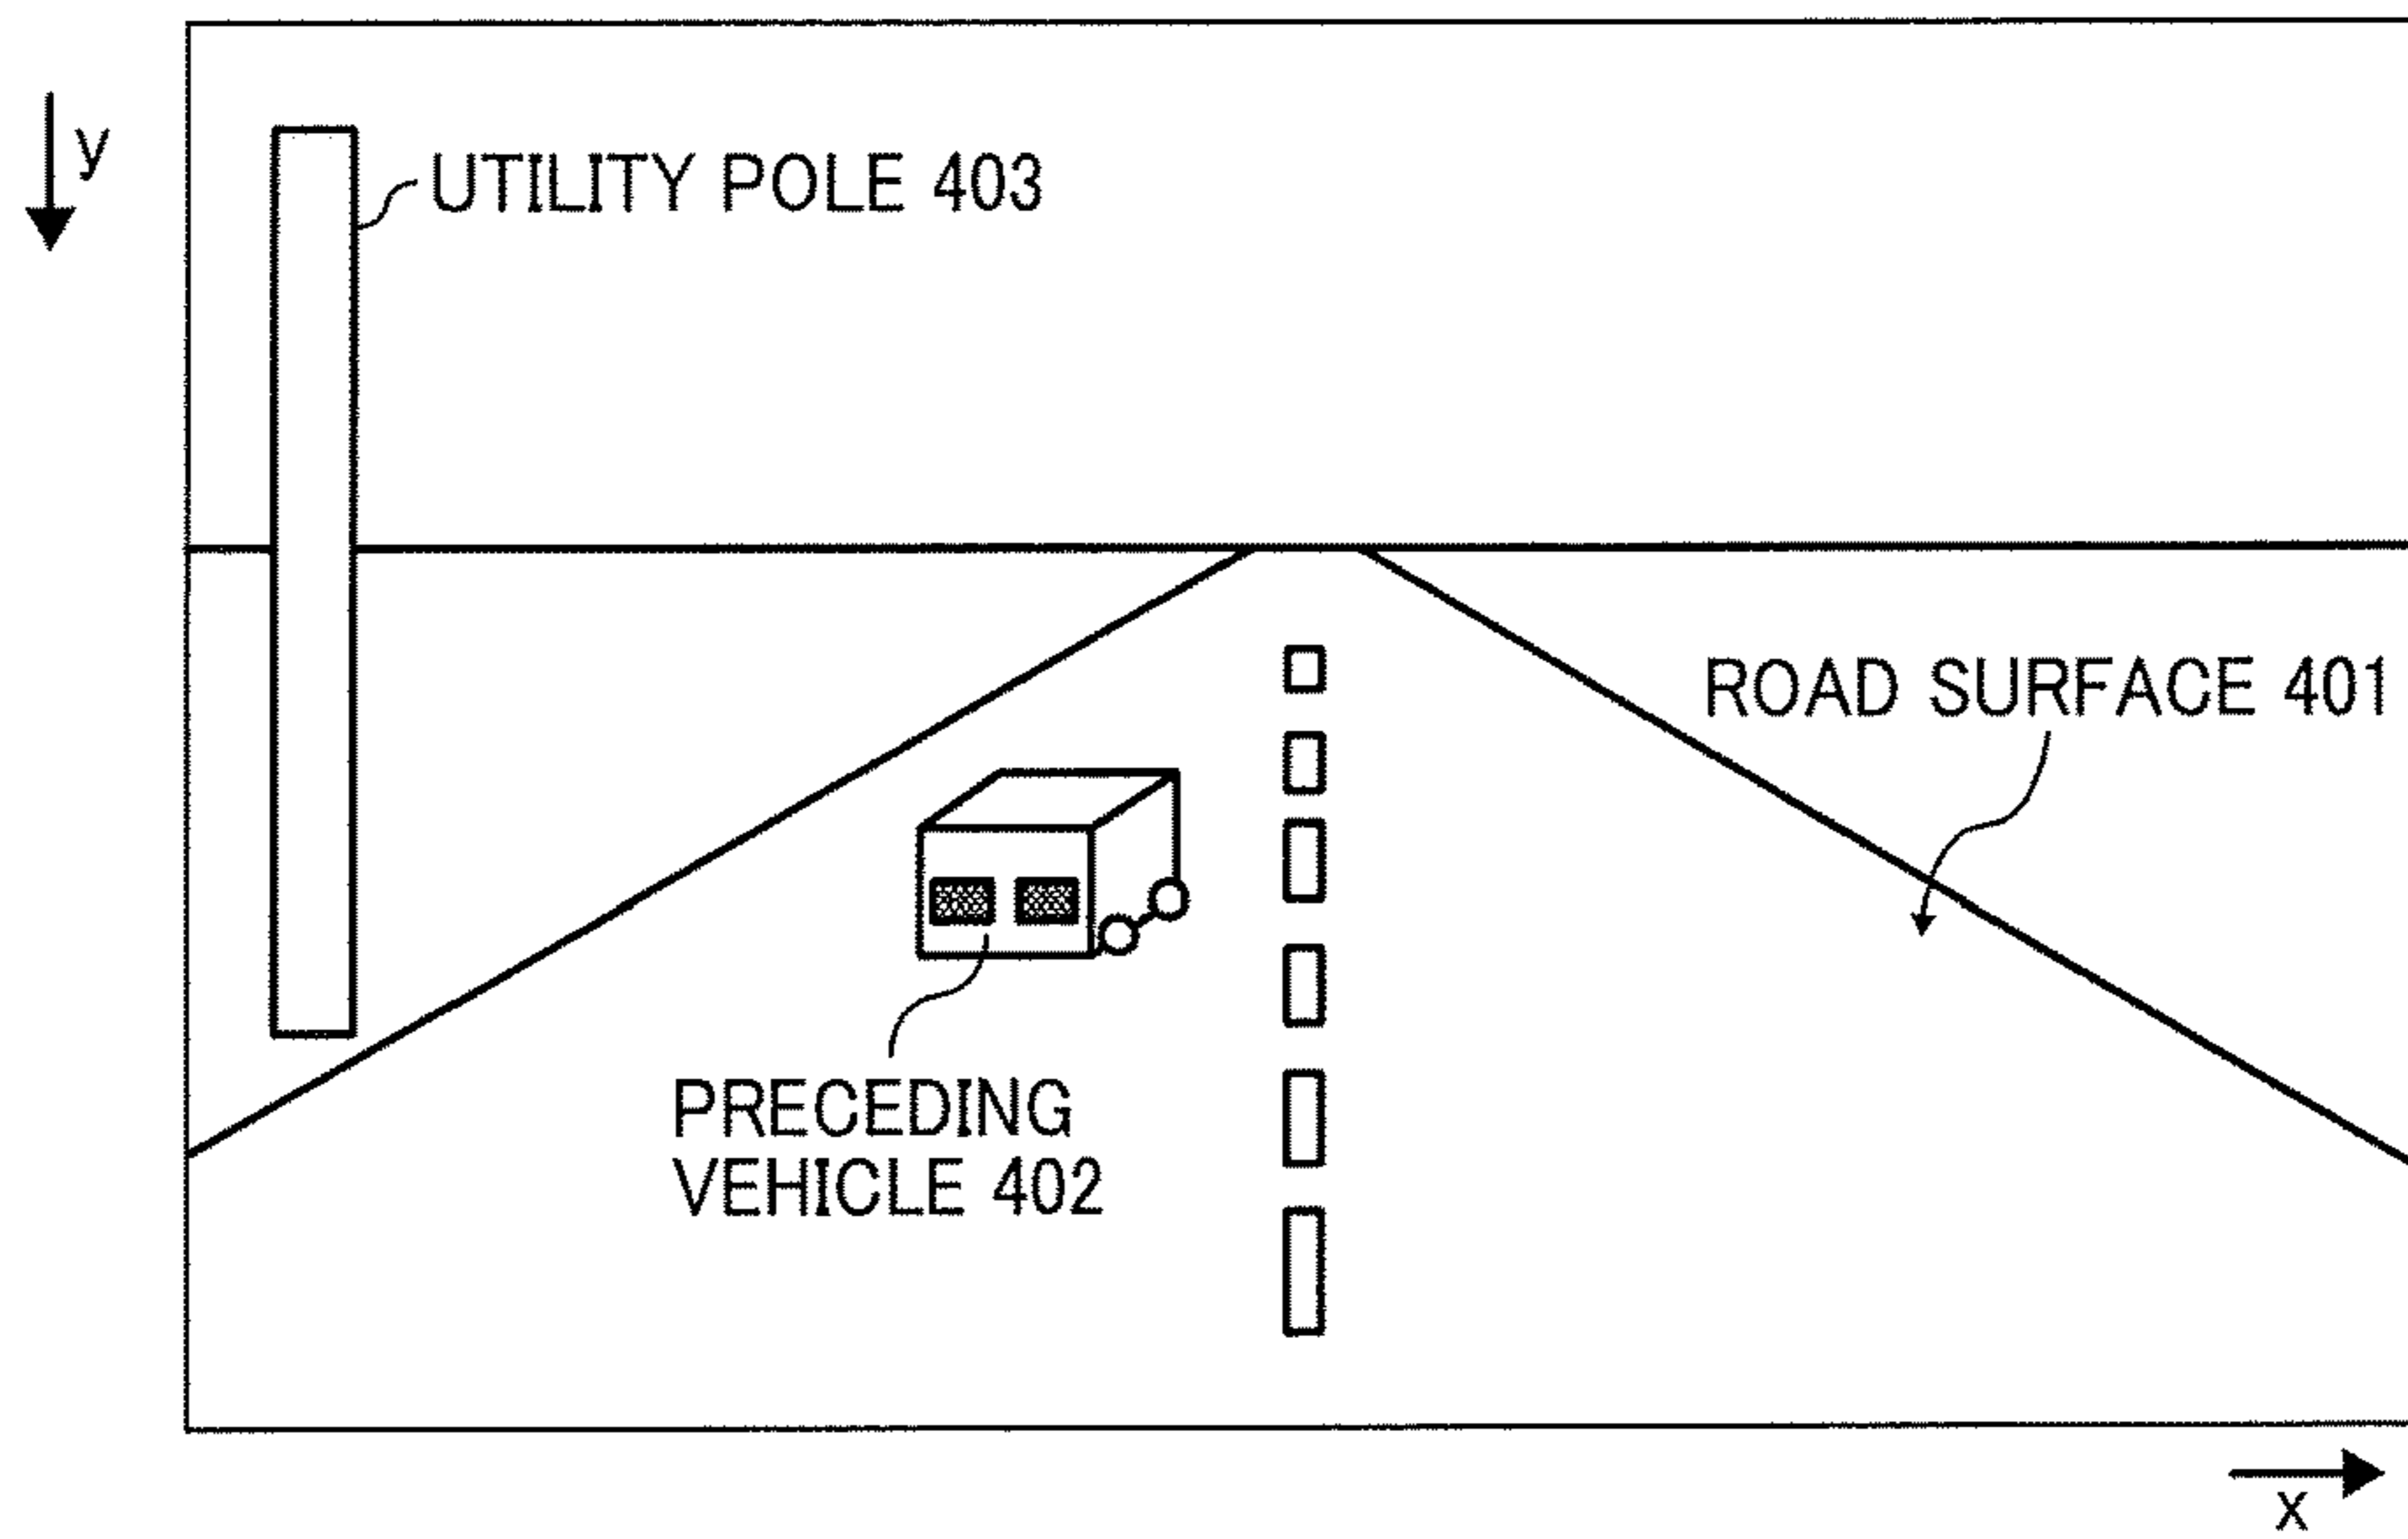 y
UTILITY POLE 403
ROAD SURFACE 401
PRECEDING
VEHICLE 402
x